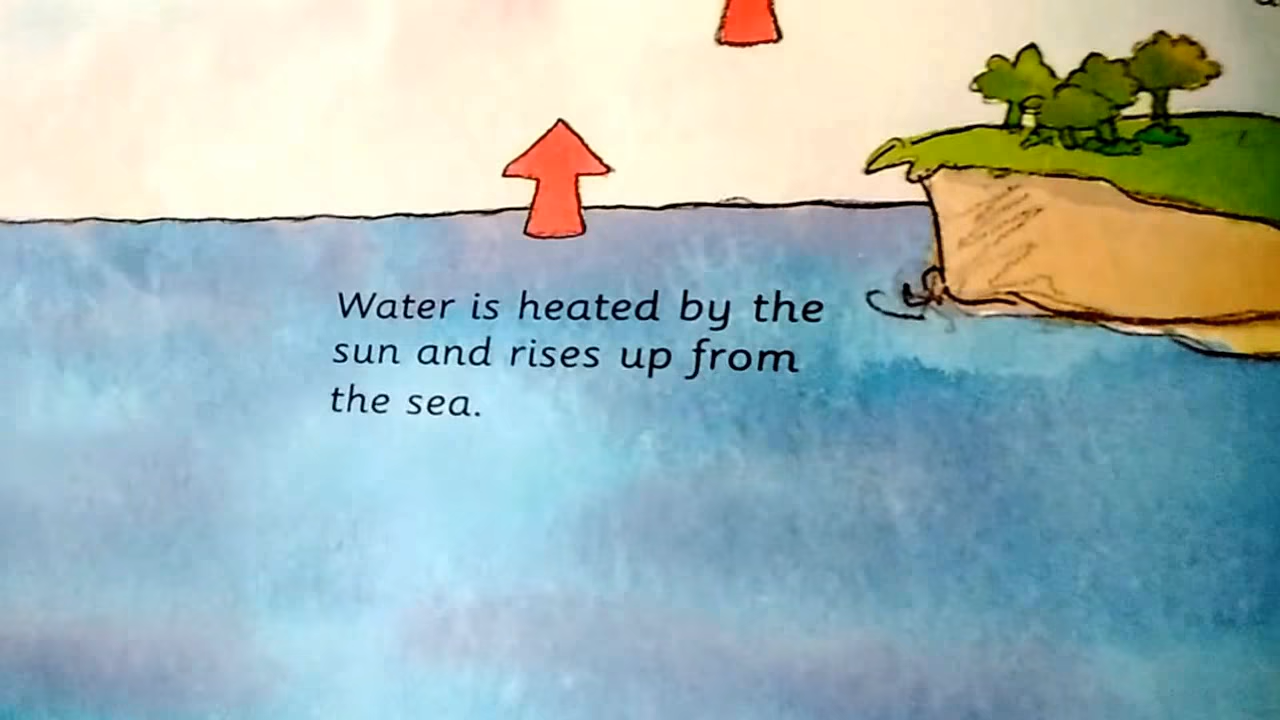 Water is heated by the
sun and rises up from
the sea.